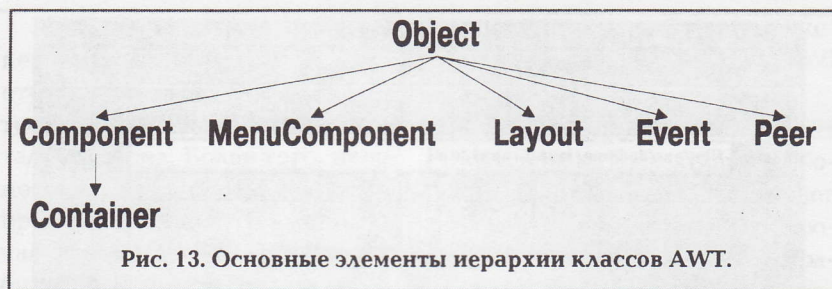 Object
Component MenuComponent Layout Event Peer
Container
Рис. 13. Основные элементы иерархии классов AWT.